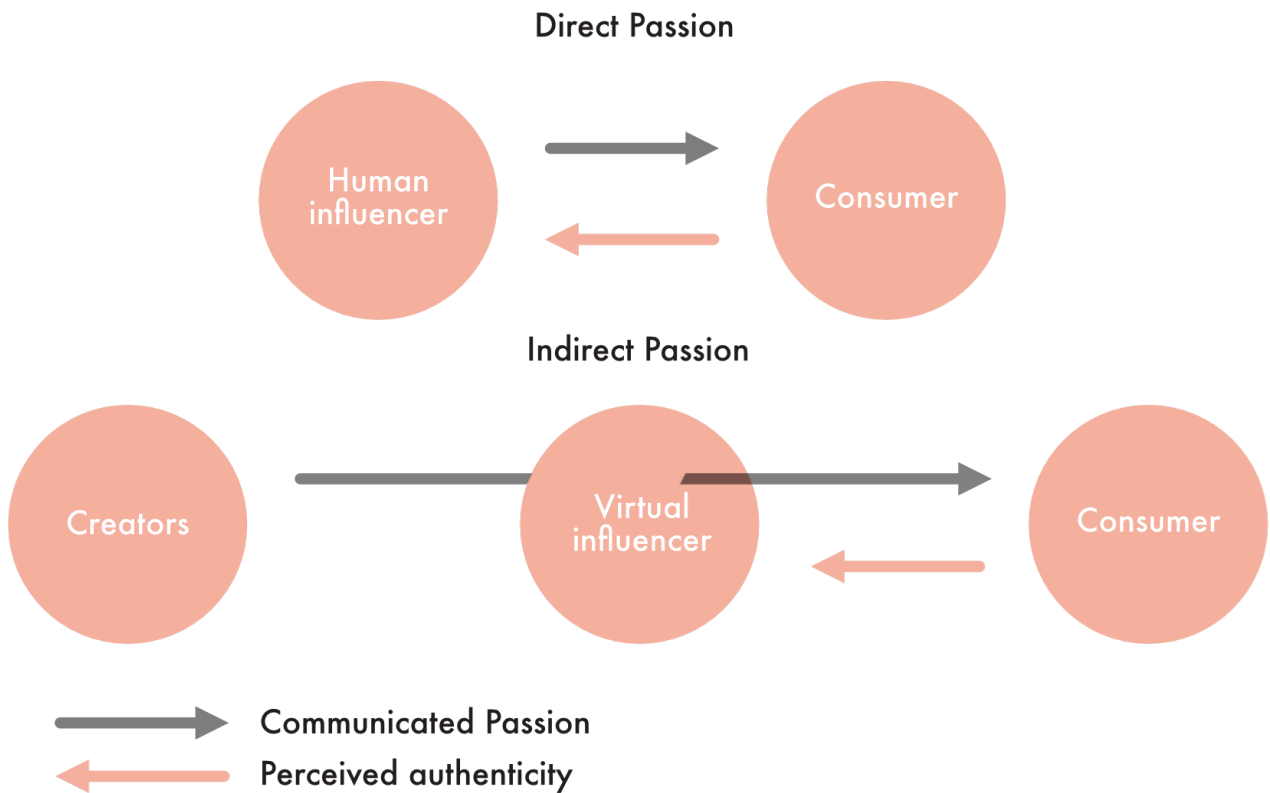 Direct Passion
Human
influencer
Consumer
Indirect Passion
Creators
Virtual
influencer
Consumer
Communicated Passion
Perceived authenticity